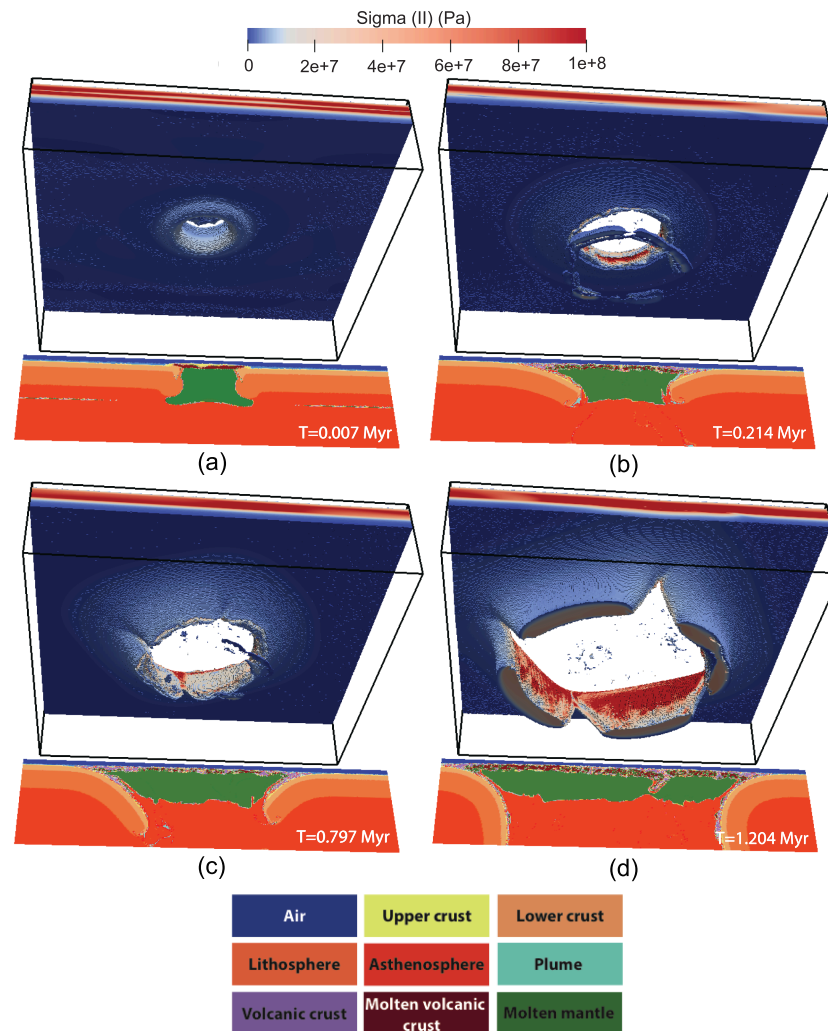 Sigma (II) (Pa)
0 2e+7 4e+7 6e+7 8e+7 1e+8
T=0.007 Myr
(a)
T=0.214 Myr
(b)
T=0.797 Myr
(c)
T=1.204 Myr
(d)
Air
Upper crust
Lower crust
Lithosphere
Asthenosphere
Plume
Volcanic crust
Molten volcanic
crust
Molten mantle